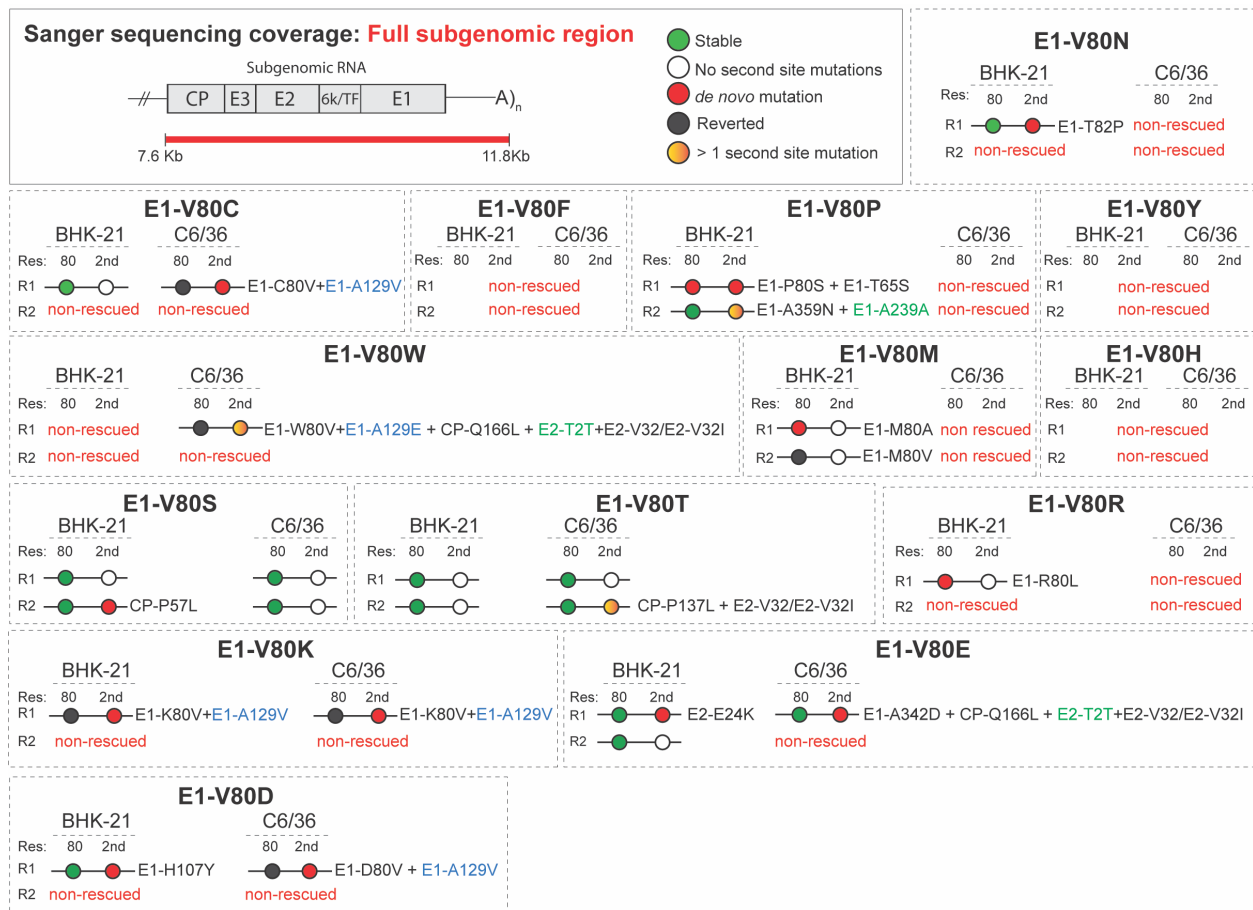 Sanger sequencing coverage: Full subgenomic region
Subgenomic RNA
CP E3 E2 6k/TF E1 A)n
7.6 Kb 11.8Kb
Stable
No second site mutations
de novo mutation
Reverted
> 1 second site mutation
E1-V80N
BHK-21 C6/36
Res: 80 2nd 80 2nd
R1 E1-T82P non-rescued
R2 non-rescued non-rescued
E1-V80C
BHK-21 C6/36
Res: 80 2nd 80 2nd
R1 E1-C80V+E1-A129V
R2 non-rescued non-rescued
E1-V80F
BHK-21 C6/36
Res: 80 2nd 80 2nd
R1 non-rescued
R2 non-rescued
E1-V80P
BHK-21 C6/36
Res: 80 2nd 80 2nd
R1 E1-P80S + E1-T65S non-rescued
R2 E1-A359N + E1-A239A non-rescued
E1-V80Y
BHK-21 C6/36
Res: 80 2nd 80 2nd
R1 non-rescued
R2 non-rescued
E1-V80W
BHK-21 C6/36
Res: 80 2nd 80 2nd
R1 non-rescued E1-W80V+E1-A129E + CP-Q166L + E2-T2T+E2-V32/E2-V32I
R2 non-rescued non-rescued
E1-V80M
BHK-21 C6/36
Res: 80 2nd 80 2nd
R1 E1-M80A non rescued
R2 E1-M80V non rescued
E1-V80H
BHK-21 C6/36
Res: 80 2nd 80 2nd
R1 non-rescued
R2 non-rescued
E1-V80S
BHK-21 C6/36
Res: 80 2nd 80 2nd
R1
R2 CP-P57L
E1-V80T
BHK-21 C6/36
Res: 80 2nd 80 2nd
R1
R2 CP-P137L + E2-V32/E2-V32I
E1-V80R
BHK-21 C6/36
Res: 80 2nd 80 2nd
R1 E1-R80L non-rescued
R2 non-rescued non-rescued
E1-V80K
BHK-21 C6/36
Res: 80 2nd 80 2nd
R1 E1-K80V+E1-A129V E1-K80V+E1-A129V
R2 non-rescued non-rescued
E1-V80E
BHK-21 C6/36
Res: 80 2nd 80 2nd
R1 E2-E24K E1-A342D + CP-Q166L + E2-T2T+E2-V32/E2-V32I
R2 non-rescued
E1-V80D
BHK-21 C6/36
Res: 80 2nd 80 2nd
R1 E1-H107Y E1-D80V + E1-A129V
R2 non-rescued non-rescued